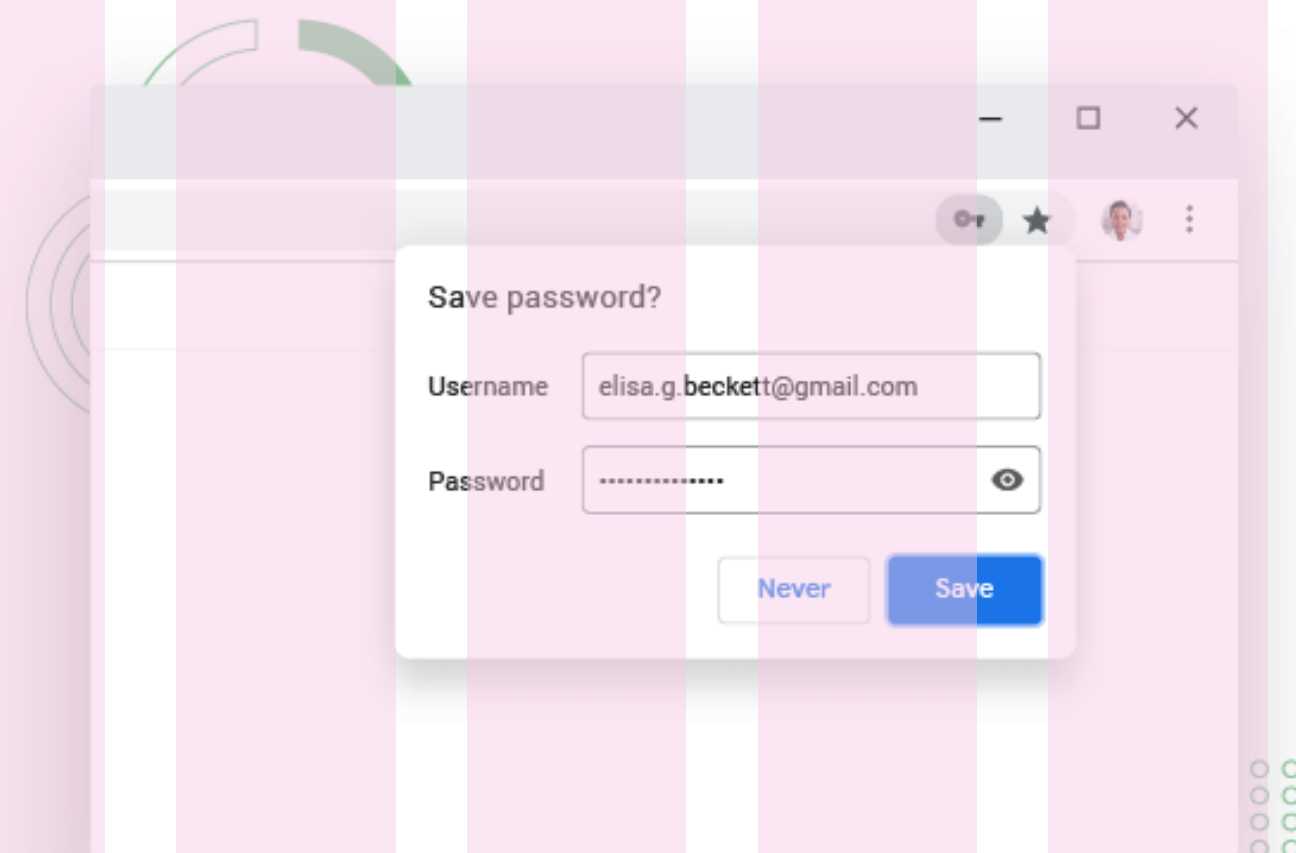 Save password?
Username elisa.g.beckett@gmail.com
Password ••••••••••••••
Never Save